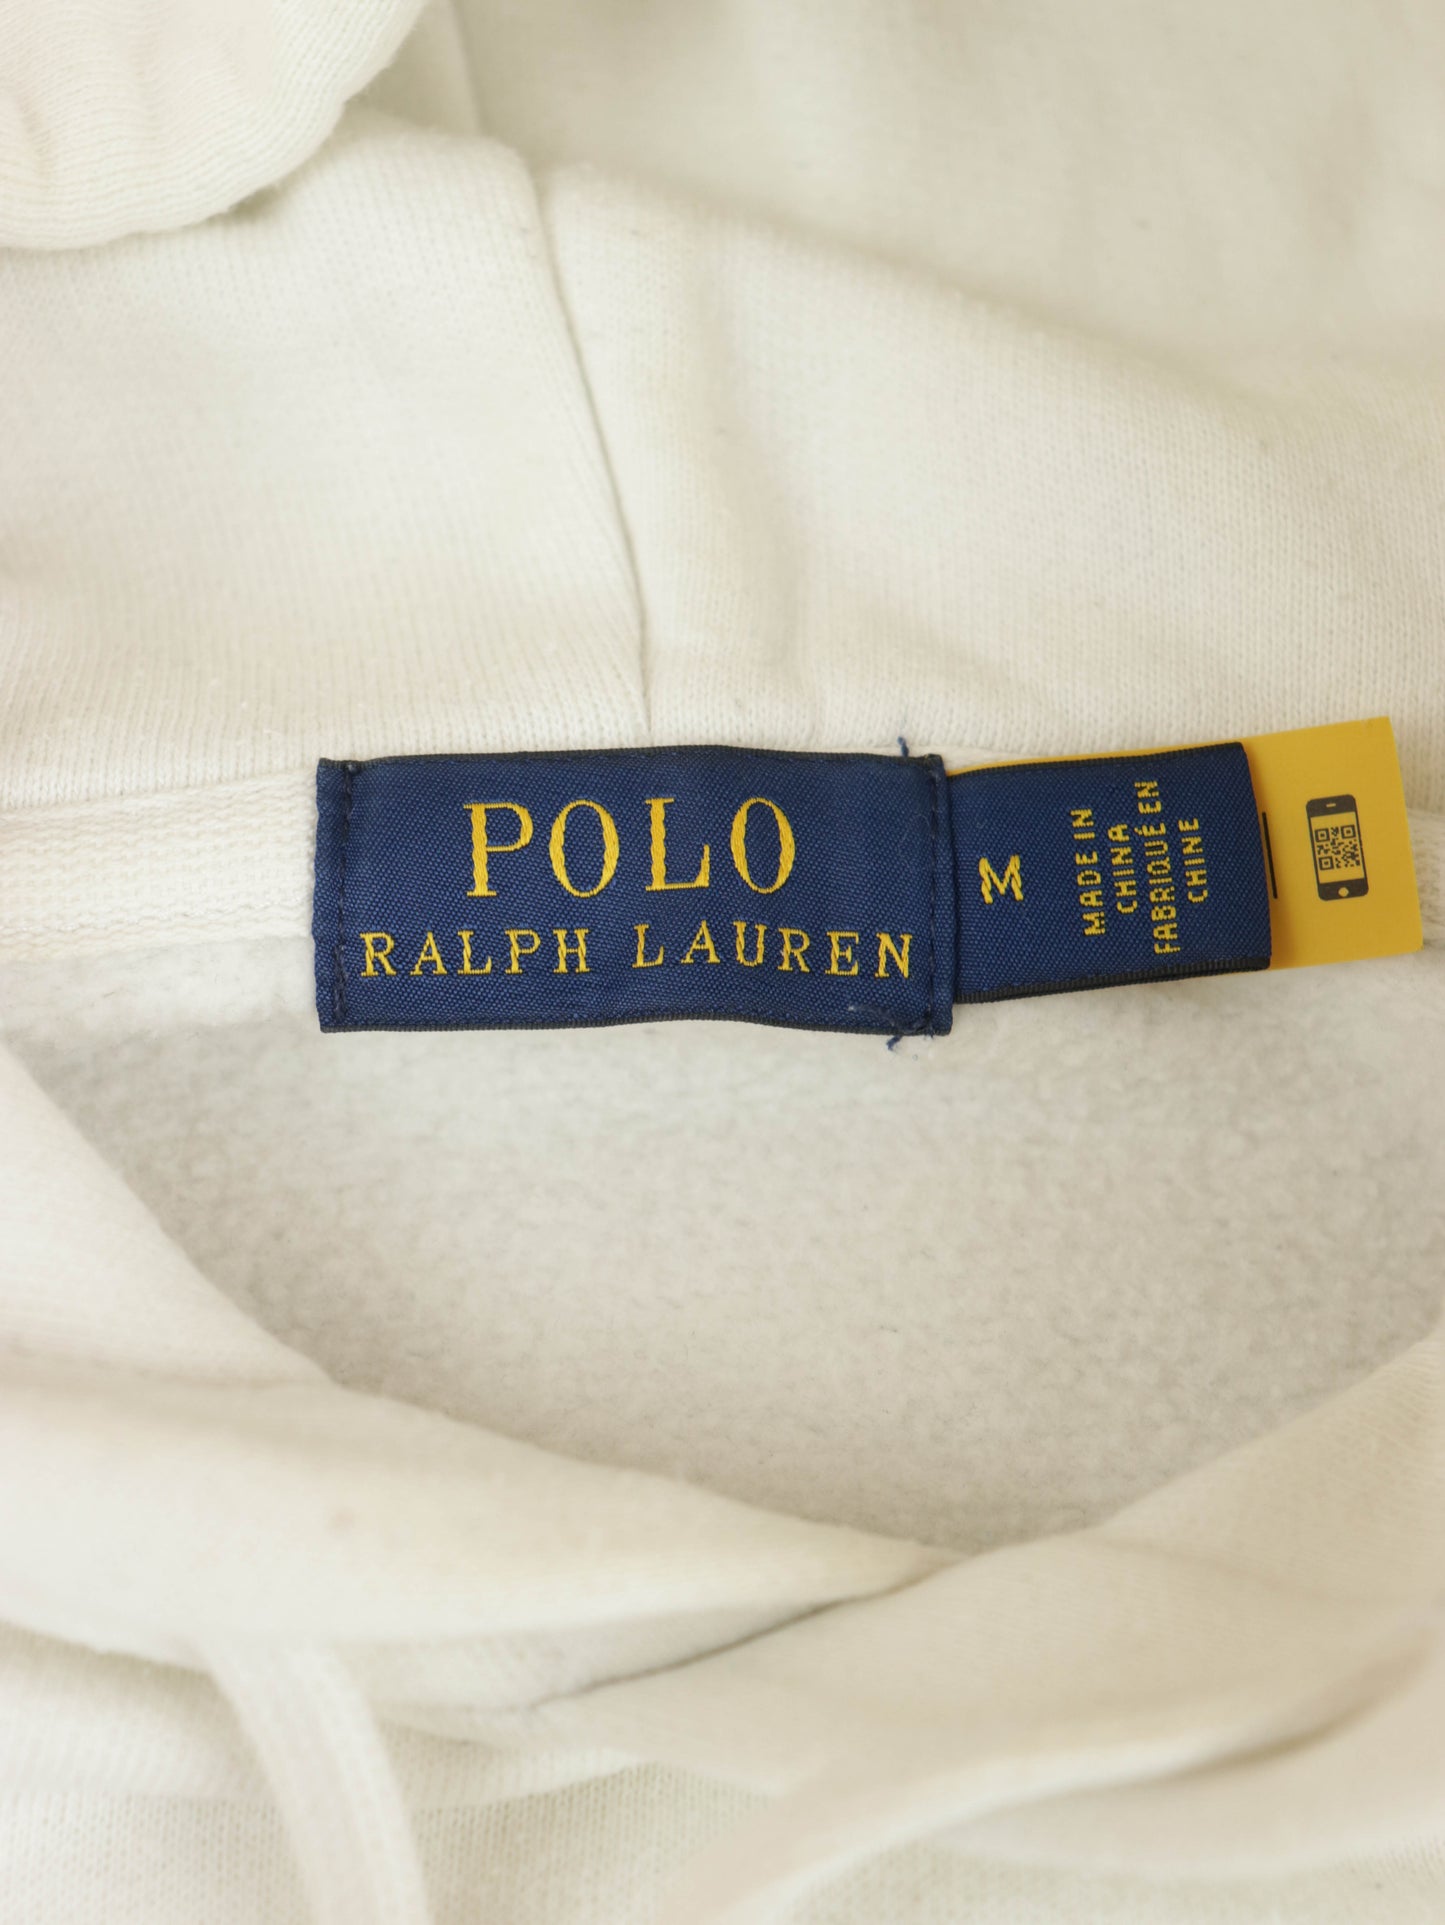 POLO
RALPH LAUREN
M
MADE IN
CHINA
FABRIQUÉ EN
CHINE